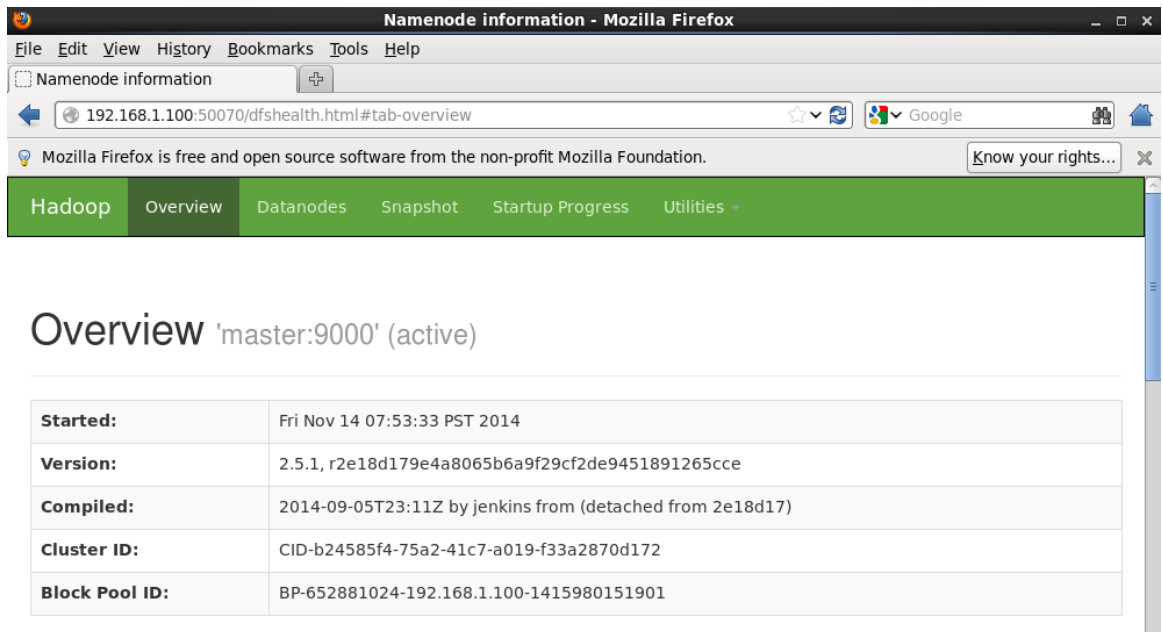 Namenode information - Mozilla Firefox
File Edit View History Bookmarks Tools Help
Namenode information
192.168.1.100:50070/dfshealth.html#tab-overview Google
Mozilla Firefox is free and open source software from the non-profit Mozilla Foundation. Know your rights...
Hadoop Overview Datanodes Snapshot Startup Progress Utilities
Overview 'master:9000' (active)
Started: Fri Nov 14 07:53:33 PST 2014
Version: 2.5.1, r2e18d179e4a8065b6a9f29cf2de9451891265cce
Compiled: 2014-09-05T23:11Z by jenkins from (detached from 2e18d17)
Cluster ID: CID-b24585f4-75a2-41c7-a019-f33a2870d172
Block Pool ID: BP-652881024-192.168.1.100-1415980151901